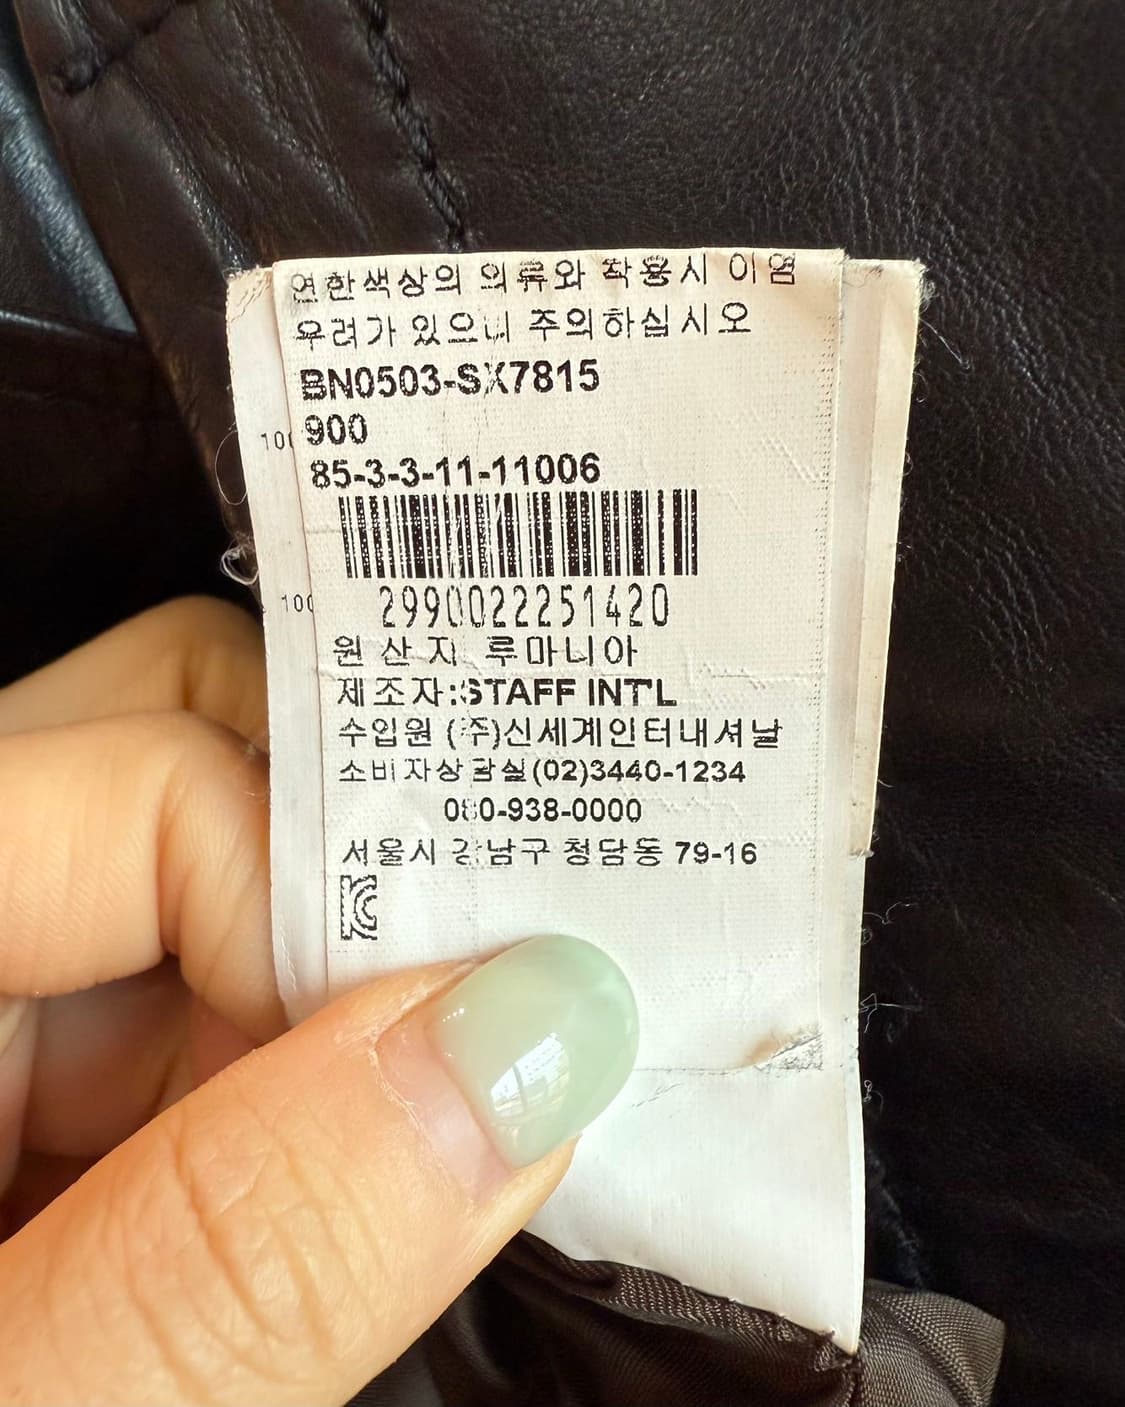 연한색상의 의류와 착용시 이염
우려가 있으니 주의하십시오
BN0503-SX7815
900
85-3-3-11-11006
2990022251420
원 산 지 루마니아
제조자:STAFF INT'L
수입원 (주)신세계인터내셔날
소비자상담실(02)3440-1234
080-938-0000
서울시 강남구 청담동 79-16
KC
100
100